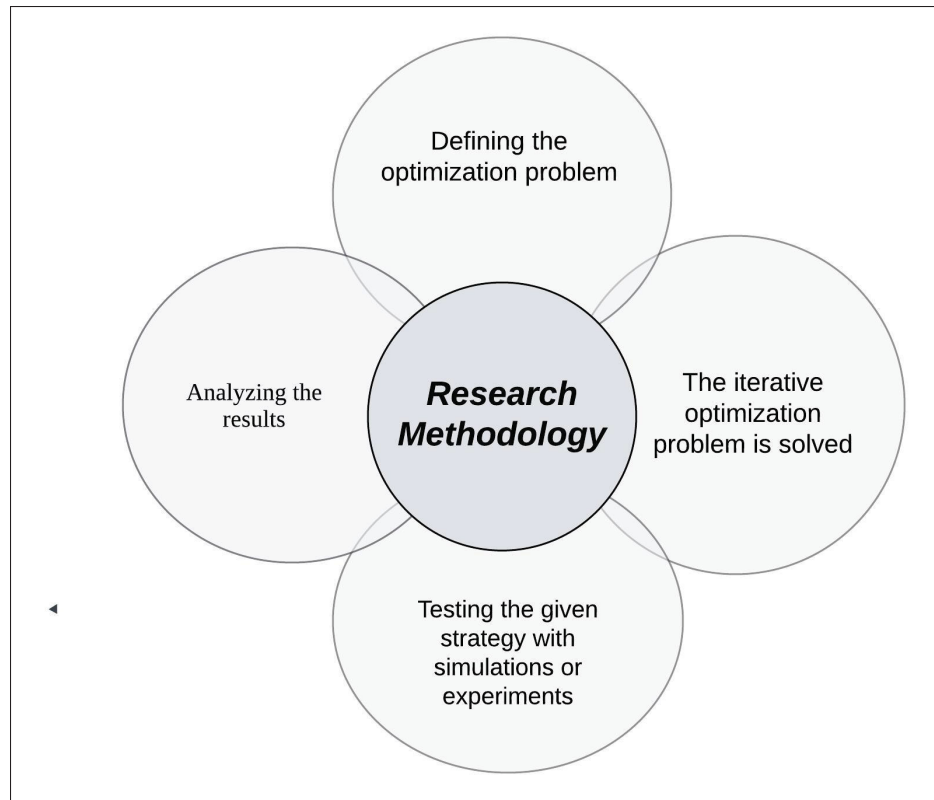 Defining the
optimization problem
Research
Methodology
The iterative
optimization
problem is solved
Analyzing the
results
Testing the given
strategy with
simulations or
experiments